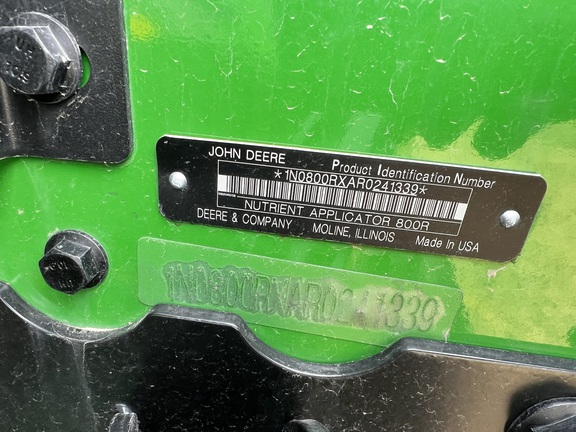 JOHN DEERE Product Identification Number
*1N0800RXAR0241339*
NUTRIENT APPLICATOR 800R
DEERE & COMPANY MOLINE, ILLINOIS Made In USA
1N0800RXAR0241339